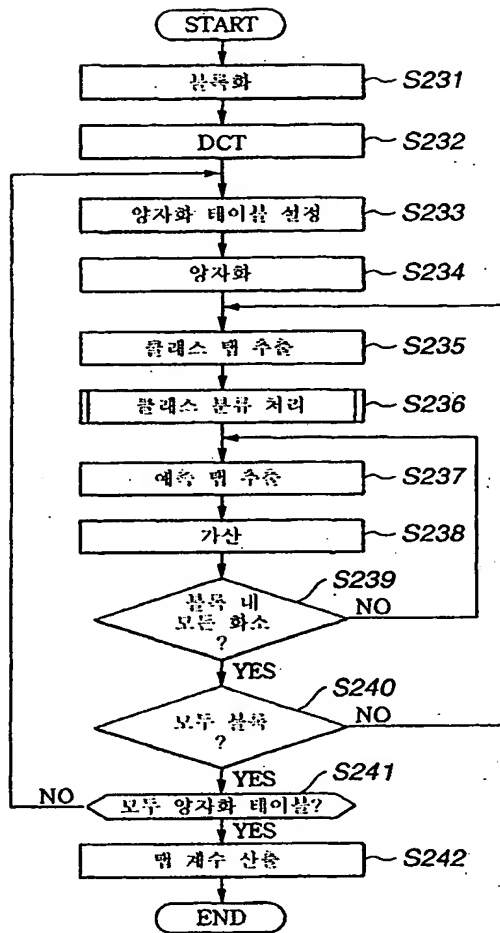 START
블록화
S231
DCT
S232
양자화 테이블 설정
S233
양자화
S234
클래스 탭 추출
S235
클래스 분류 처리
S236
예측 탭 추출
S237
가산
S238
S239
블록 내
모든 화소
?
NO
YES
S240
모두 블록
?
NO
YES
S241
NO
모두 양자화 테이블?
YES
탭 계수 산출
S242
END